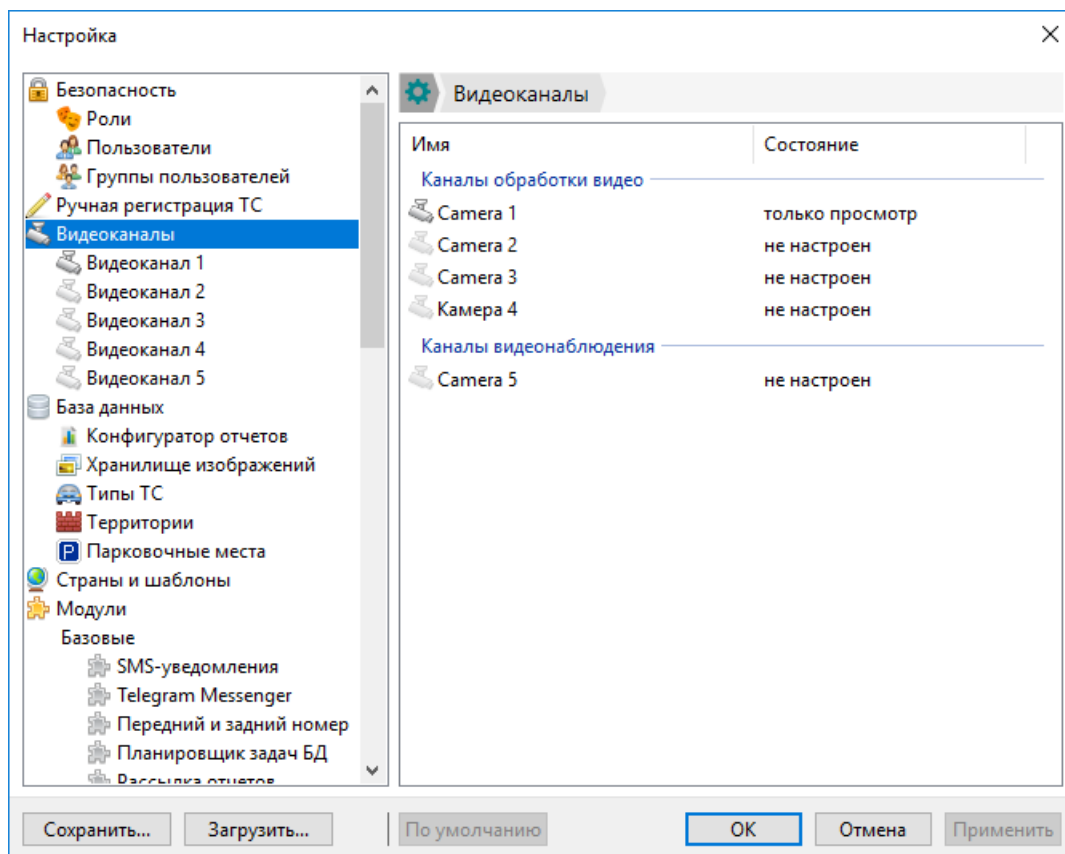 Настройка
Безопасность
Роли
Пользователи
Группы пользователей
Ручная регистрация ТС
Видеоканалы
Видеоканал 1
Видеоканал 2
Видеоканал 3
Видеоканал 4
Видеоканал 5
База данных
Конфигуратор отчетов
Хранилище изображений
Типы ТС
Территории
Парковочные места
Страны и шаблоны
Модули
Базовые
SMS-уведомления
Telegram Messenger
Передний и задний номер
Планировщик задач БД
Рассылка отчетов
Видеоканалы
Имя Состояние
Каналы обработки видео
Camera 1 только просмотр
Camera 2 не настроен
Camera 3 не настроен
Камера 4 не настроен
Каналы видеонаблюдения
Camera 5 не настроен
Сохранить... Загрузить... По умолчанию ОК Отмена Применить